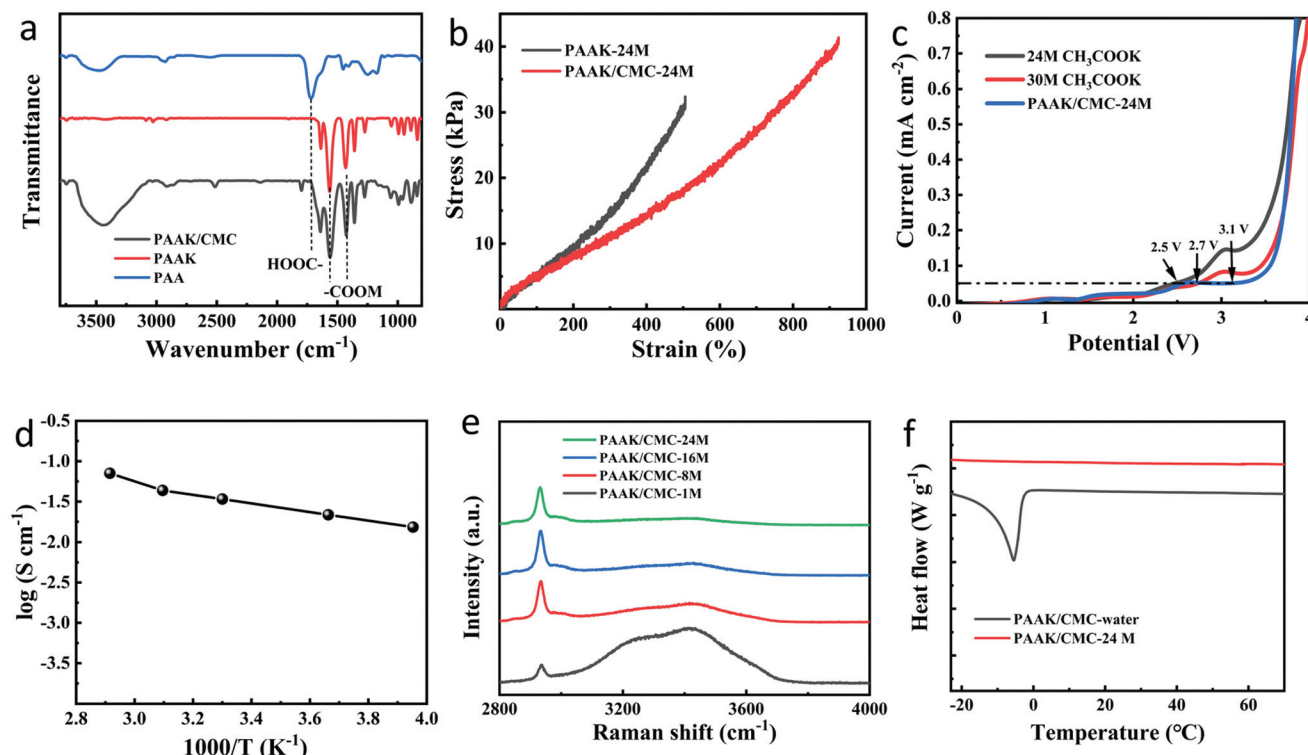 a
Transmittance
PAAK/CMC
PAAK
PAA
HOOC-
-COOM
3500 3000 2500 2000 1500 1000
Wavenumber (cm⁻¹)
b
PAAK-24M
PAAK/CMC-24M
Stress (kPa)
40
30
20
10
0
0 200 400 600 800 1000
Strain (%)
c
24M CH₃COOK
30M CH₃COOK
PAAK/CMC-24M
Current (mA cm⁻²)
0.8
0.7
0.6
0.5
0.4
0.3
0.2
0.1
0.0
2.5 V
2.7 V
3.1 V
0 1 2 3 4
Potential (V)
d
log (S cm⁻¹)
-0.5
-1.0
-1.5
-2.0
-2.5
-3.0
-3.5
2.8 3.0 3.2 3.4 3.6 3.8 4.0
1000/T (K⁻¹)
e
PAAK/CMC-24M
PAAK/CMC-16M
PAAK/CMC-8M
PAAK/CMC-1M
Intensity (a.u.)
2800 3200 3600 4000
Raman shift (cm⁻¹)
f
Heat flow (W g⁻¹)
PAAK/CMC-water
PAAK/CMC-24 M
-20 0 20 40 60
Temperature (℃)